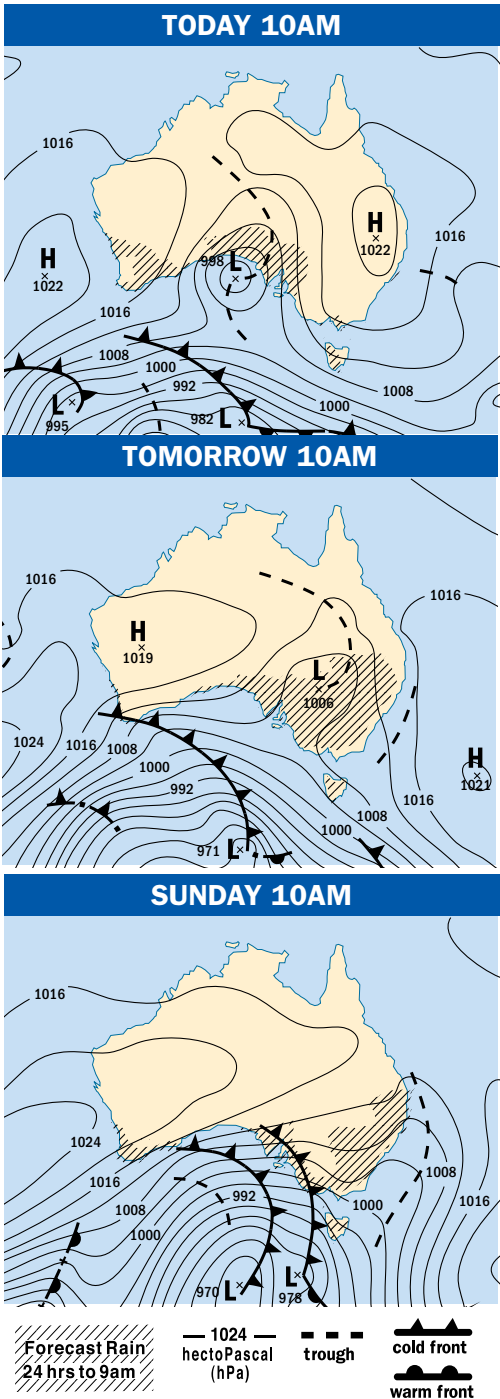 TODAY 10AM
1016
H
1022
H
1022
1016
998 L
1016
1008
1000
992
1008
1000
L
995
982 L
TOMORROW 10AM
1016
1016
H
1019
L
1006
1024
1016
1008
1000
992
H
1021
1016
1008
1000
971 L
SUNDAY 10AM
1016
1024
1016
1008
1000
992
1008
1016
1000
970 L
L
978
Forecast Rain
24 hrs to 9am
1024
hectoPascal
(hPa)
trough
cold front
warm front